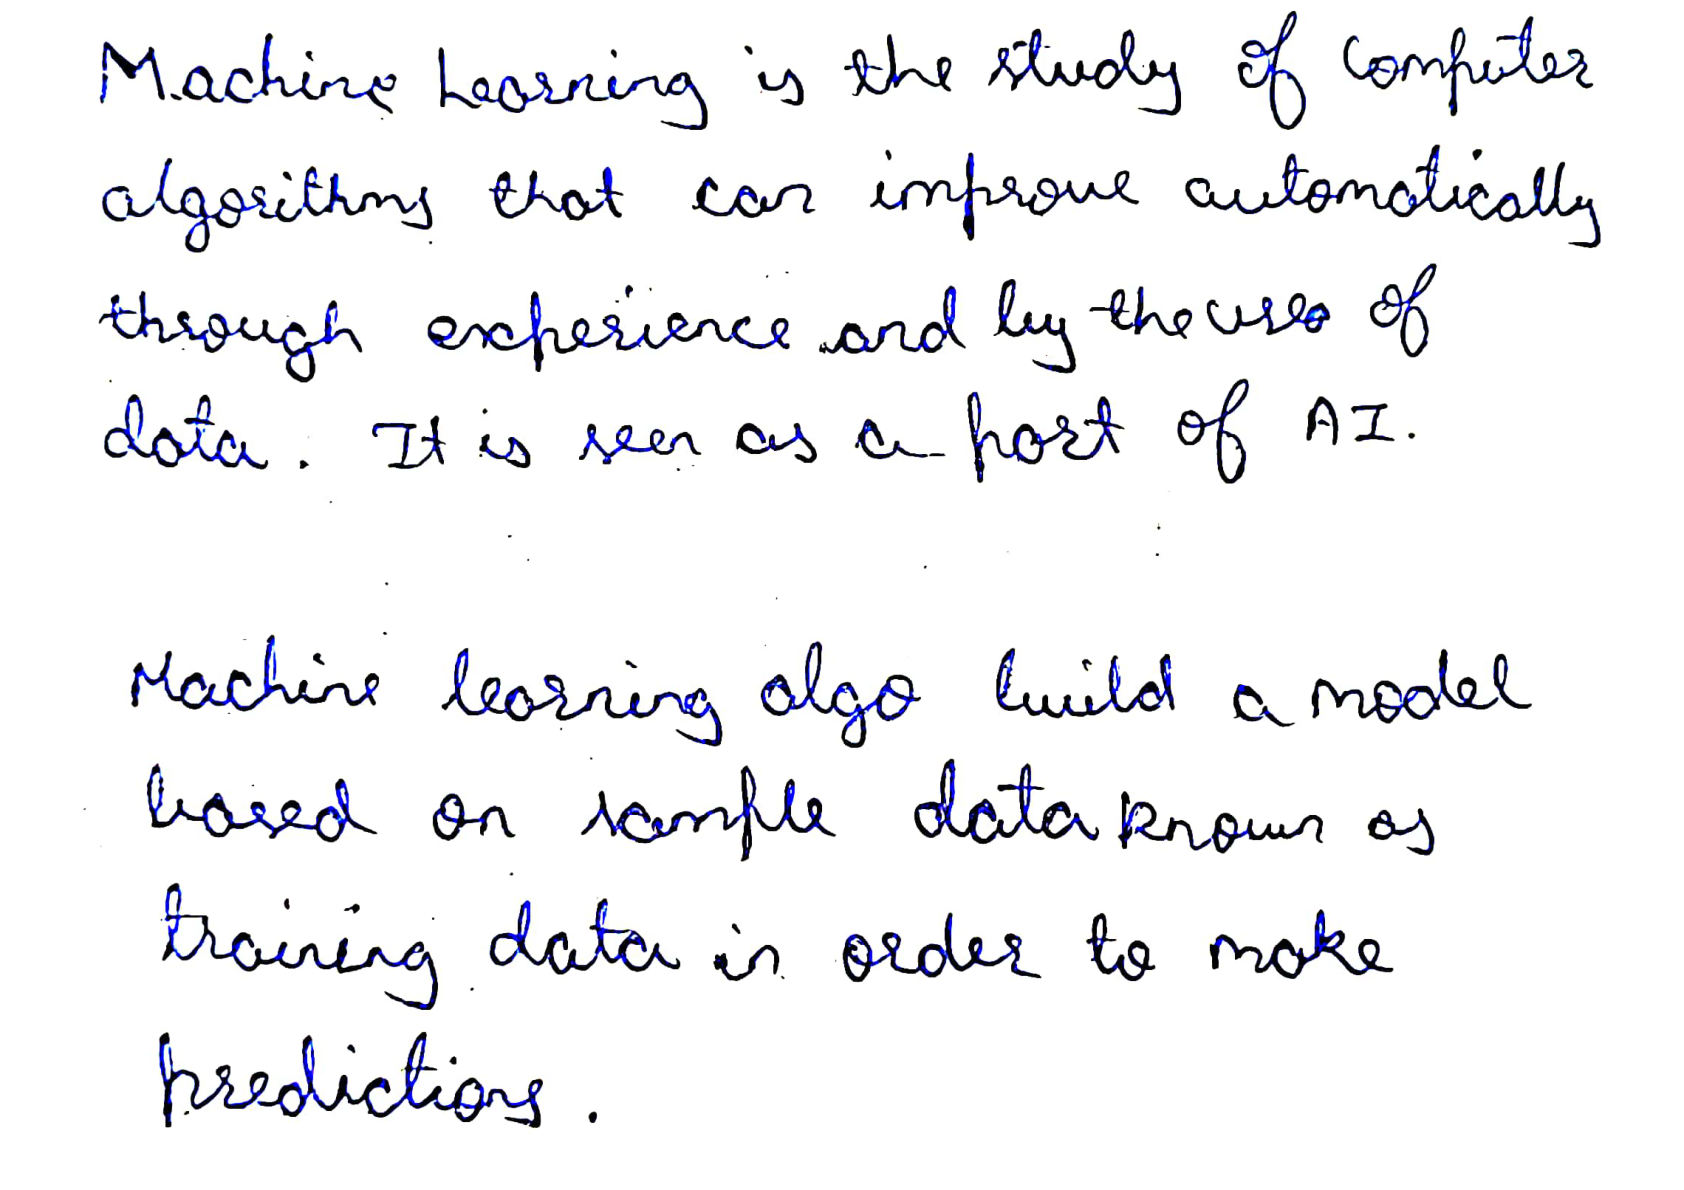 Machine Learning is the study of Computer
algorithms that can improve automatically
through experience and by the use of
data. It is seen as a part of AI.
Machine learning algo build a model
based on sample data known as
training data in order to make
predictions.